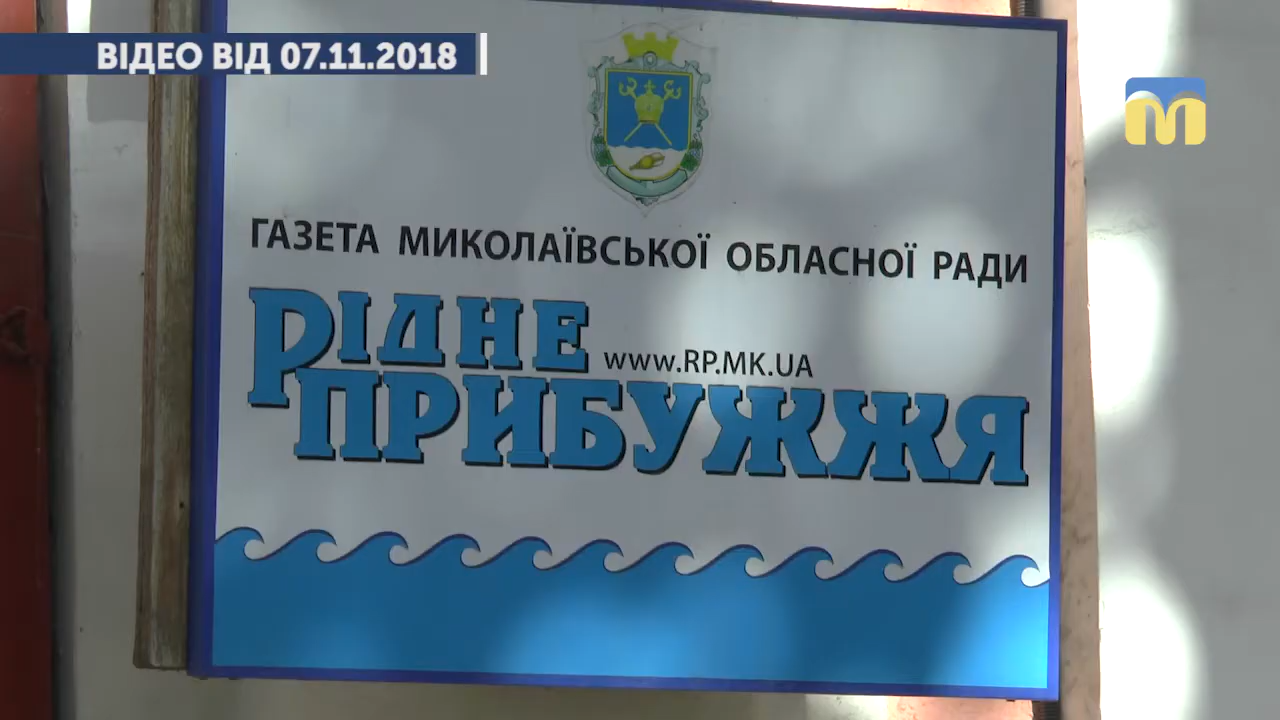 ВІДЕО ВІД 07.11.2018
ГАЗЕТА МИКОЛАЇВСЬКОЇ ОБЛАСНОЇ РАДИ
РІДНЕ
WWW.RP.MK.UA
ПРИБУЖЖЯ